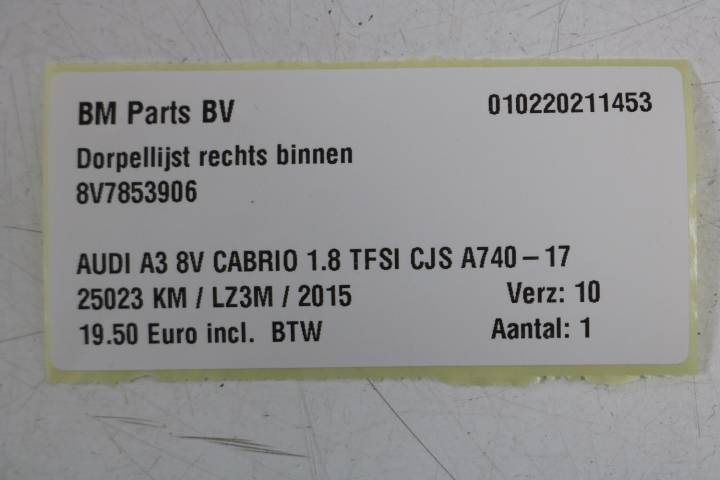 BM Parts BV 010220211453
Dorpellijst rechts binnen
8V7853906
AUDI A3 8V CABRIO 1.8 TFSI CJS A740 – 17
25023 KM / LZ3M / 2015 Verz: 10
19.50 Euro incl. BTW Aantal: 1